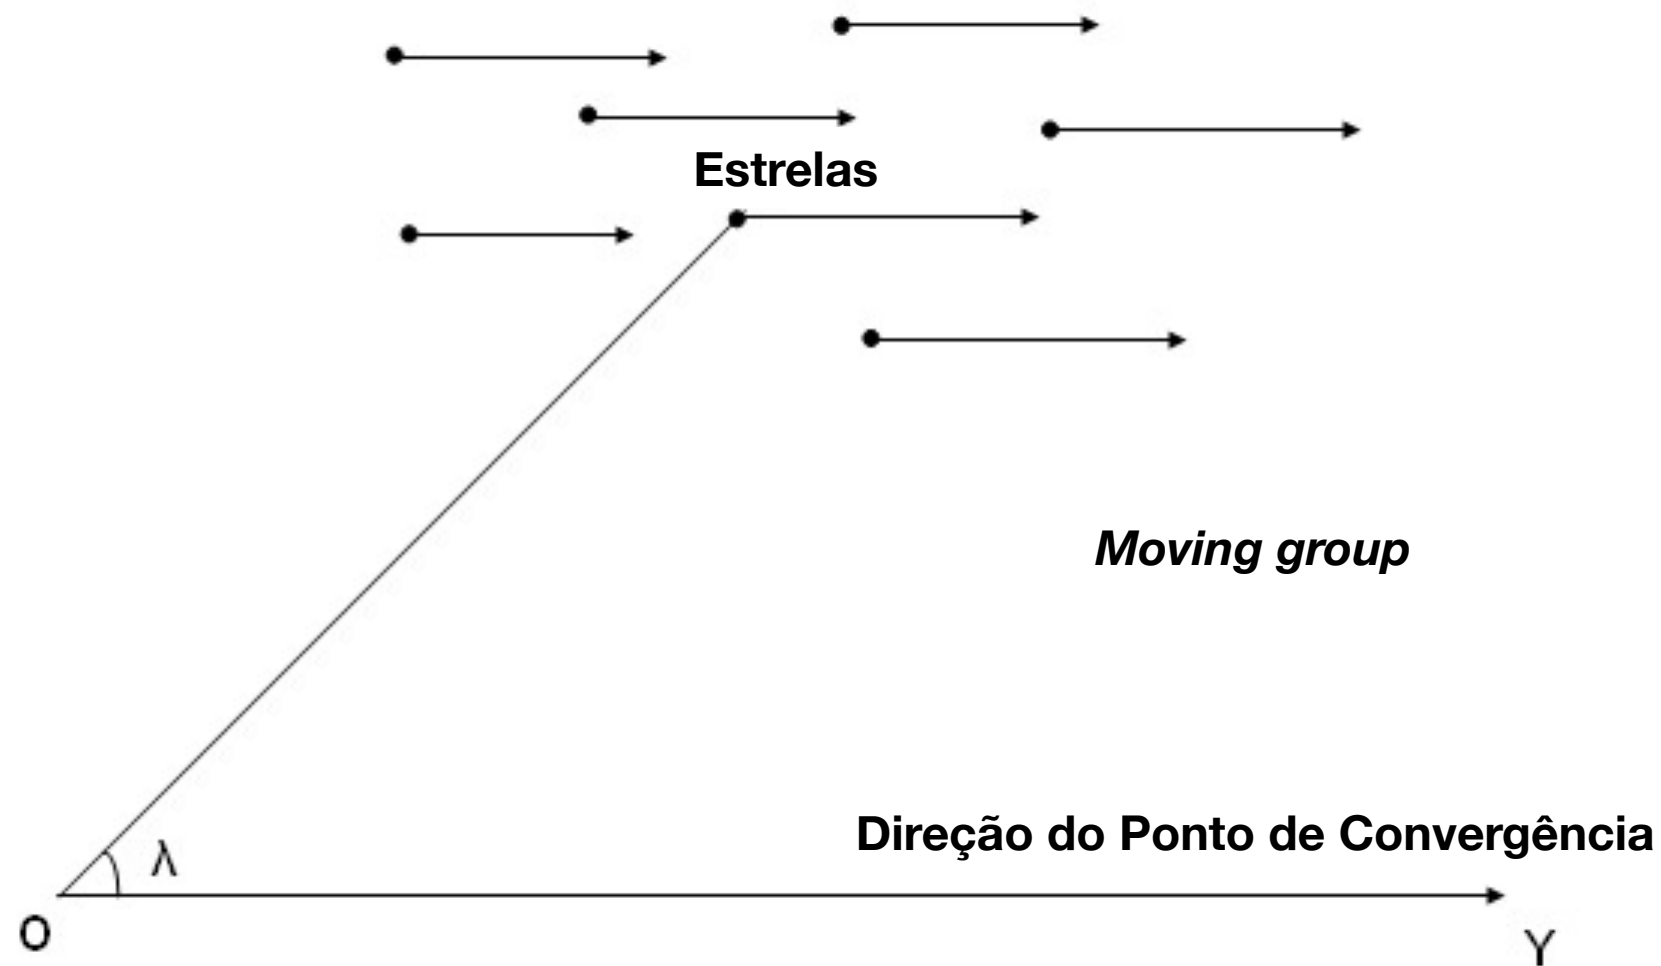 Estrelas
Moving group
Direção do Ponto de Convergência
λ
O
Y